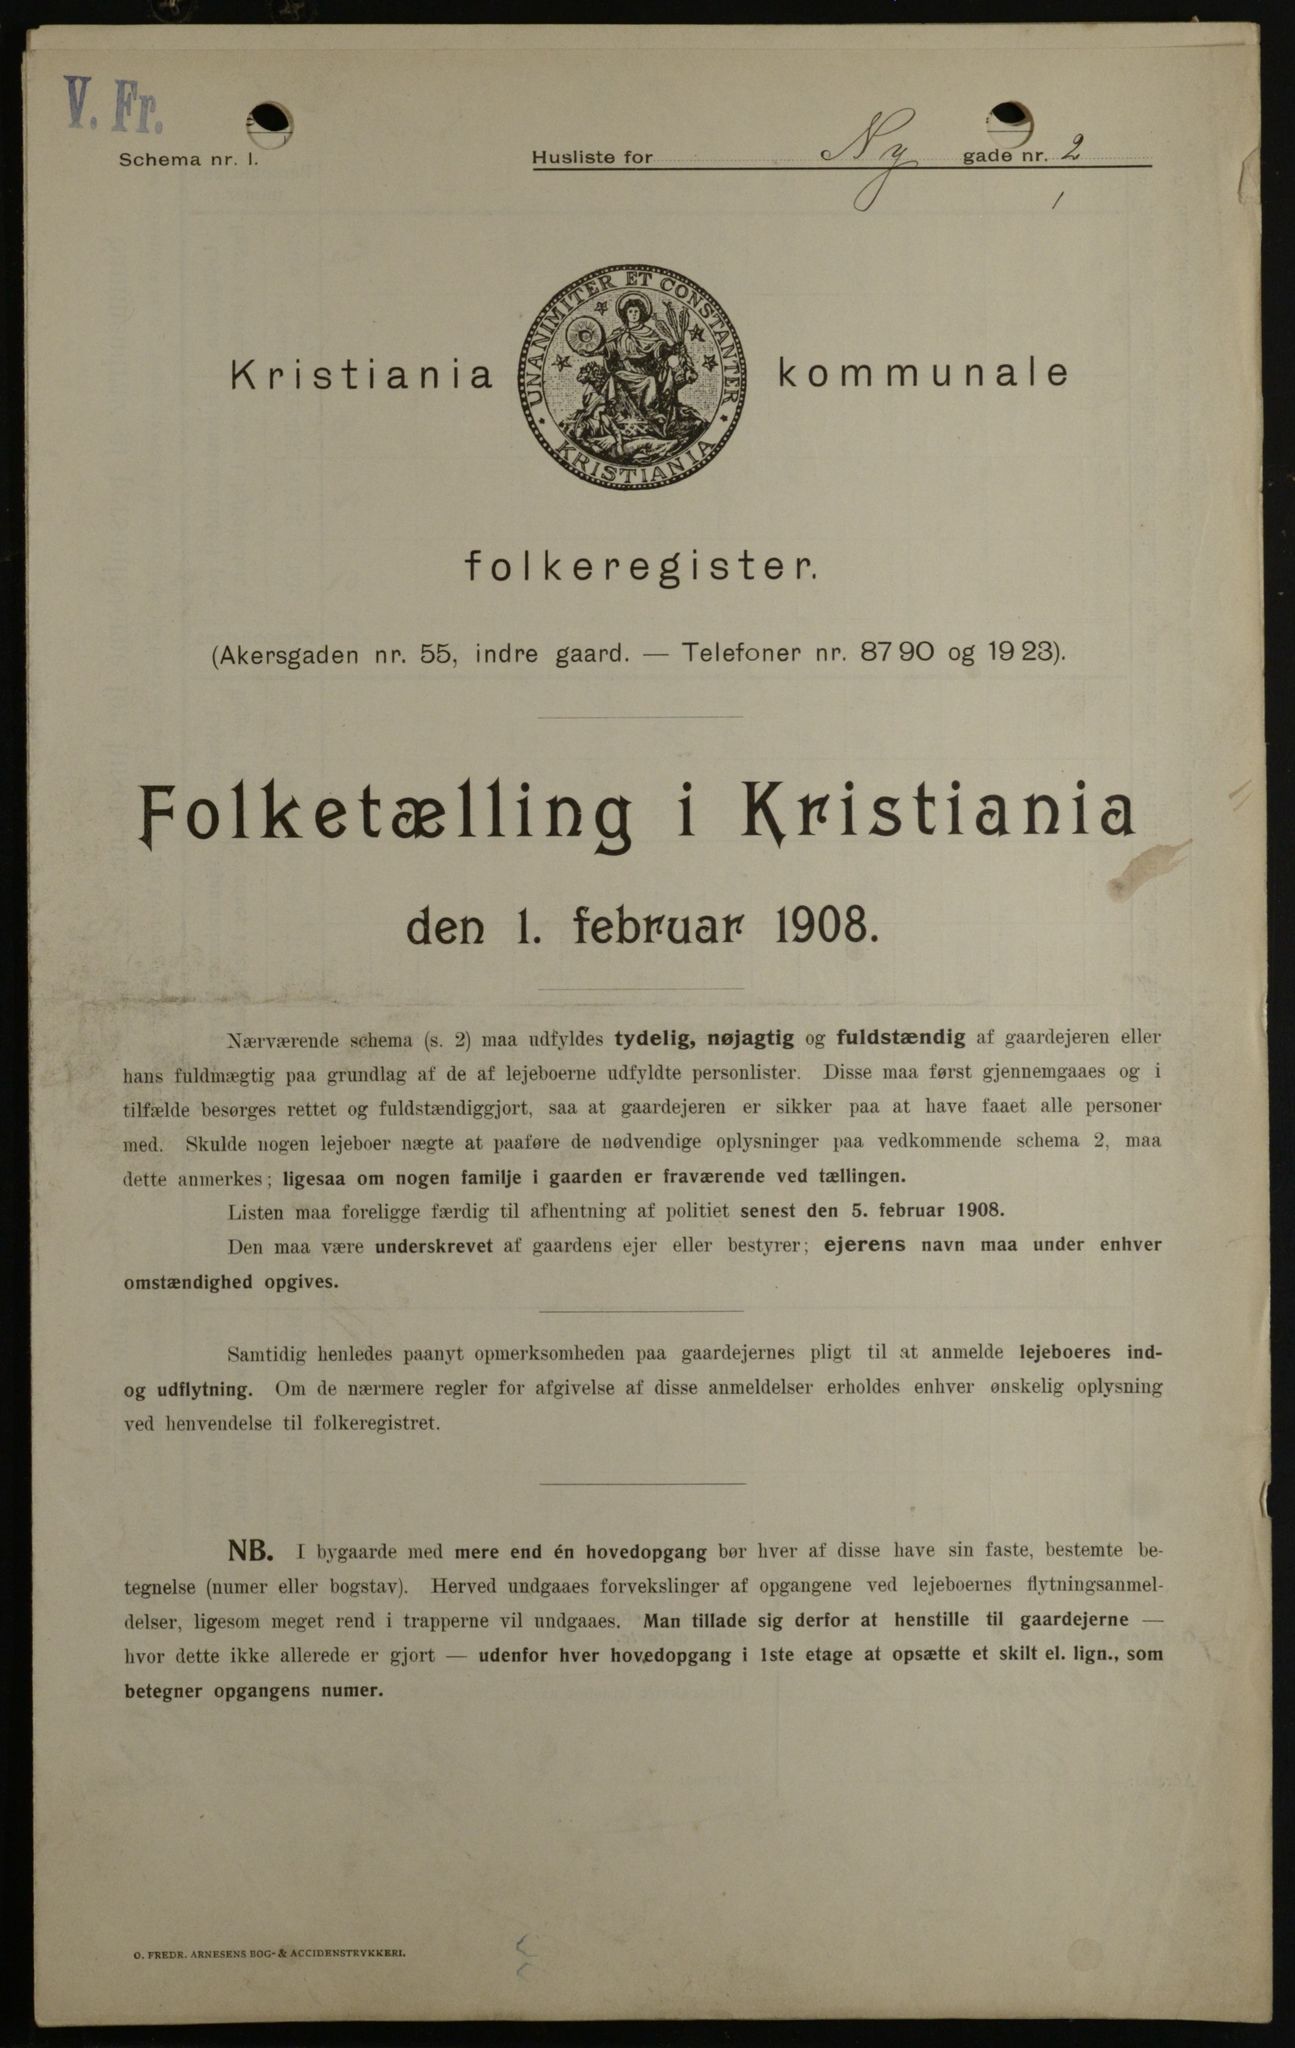 V. Fr.
Schema nr. 1.
Husliste for Ny gade nr. 2
UNANIMITER ET CONSTANTER
KRISTIANIA
Kristiania kommunale
folkeregister.
(Akersgaden nr. 55, indre gaard. — Telefoner nr. 87 90 og 19 23).
Folketælling i Kristiania
den 1. februar 1908.
Nærværende schema (s. 2) maa udfyldes tydelig, nøjagtig og fuldstændig af gaardejeren eller
hans fuldmægtig paa grundlag af de af lejeboerne udfyldte personlister. Disse maa først gjennemgaaes og i
tilfælde besørges rettet og fuldstændiggjort, saa at gaardejeren er sikker paa at have faaet alle personer
med. Skulde nogen lejeboer nægte at paaføre de nødvendige oplysninger paa vedkommende schema 2, maa
dette anmerkes; ligesaa om nogen familje i gaarden er fraværende ved tællingen.
Listen maa foreligge færdig til afhentning af politiet senest den 5. februar 1908.
Den maa være underskrevet af gaardens ejer eller bestyrer; ejerens navn maa under enhver
omstændighed opgives.
Samtidig henledes paanyt opmerksomheden paa gaardejernes pligt til at anmelde lejeboeres ind-
og udflytning. Om de nærmere regler for afgivelse af disse anmeldelser erholdes enhver ønskelig oplysning
ved henvendelse til folkeregistret.
NB. I bygaarde med mere end én hovedopgang bør hver af disse have sin faste, bestemte be-
tegnelse (numer eller bogstav). Herved undgaaes forvekslinger af opgangene ved lejeboernes flytningsanmel-
delser, ligesom meget rend i trapperne vil undgaaes. Man tillade sig derfor at henstille til gaardejerne —
hvor dette ikke allerede er gjort — udenfor hver hovedopgang i 1ste etage at opsætte et skilt el. lign., som
betegner opgangens numer.
O. FREDR. ARNESENS BOG- & ACCIDENSTRYKKERI.